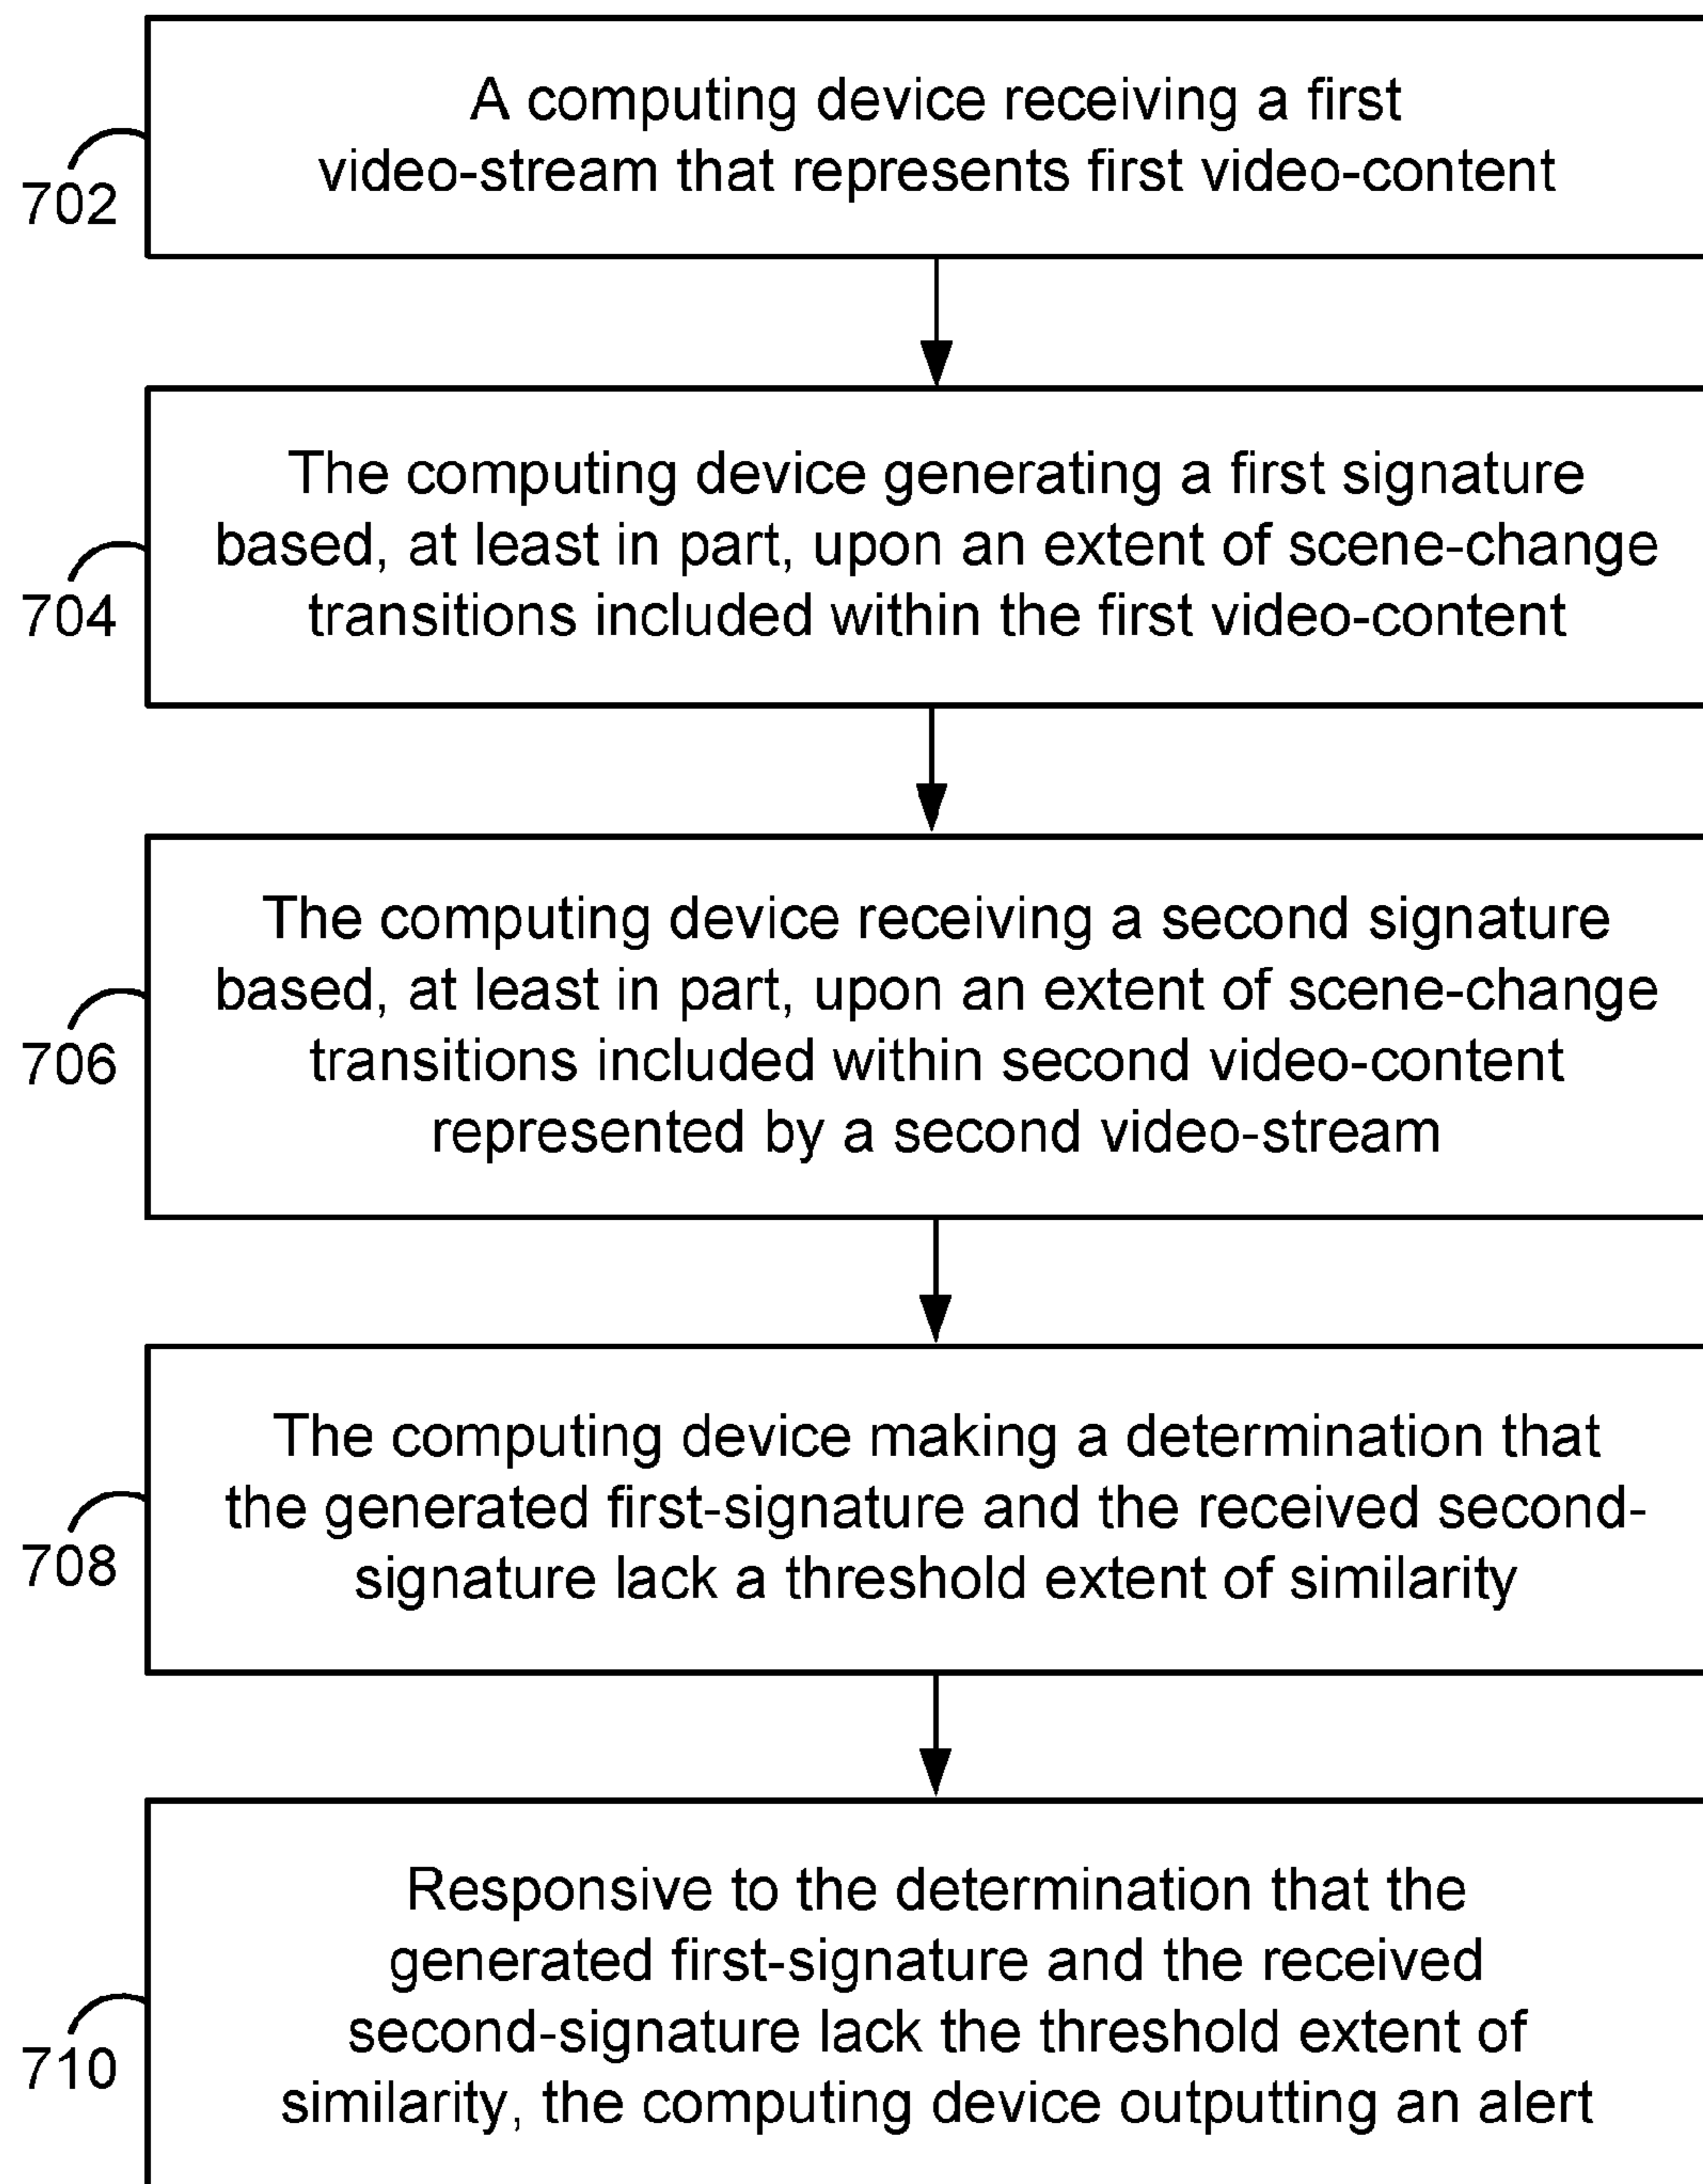 A computing device receiving a first
video-stream that represents first video-content
702
The computing device generating a first signature
based, at least in part, upon an extent of scene-change
transitions included within the first video-content
704
The computing device receiving a second signature
based, at least in part, upon an extent of scene-change
transitions included within second video-content
represented by a second video-stream
706
The computing device making a determination that
the generated first-signature and the received second-
signature lack a threshold extent of similarity
708
Responsive to the determination that the
generated first-signature and the received
second-signature lack the threshold extent of
similarity, the computing device outputting an alert
710